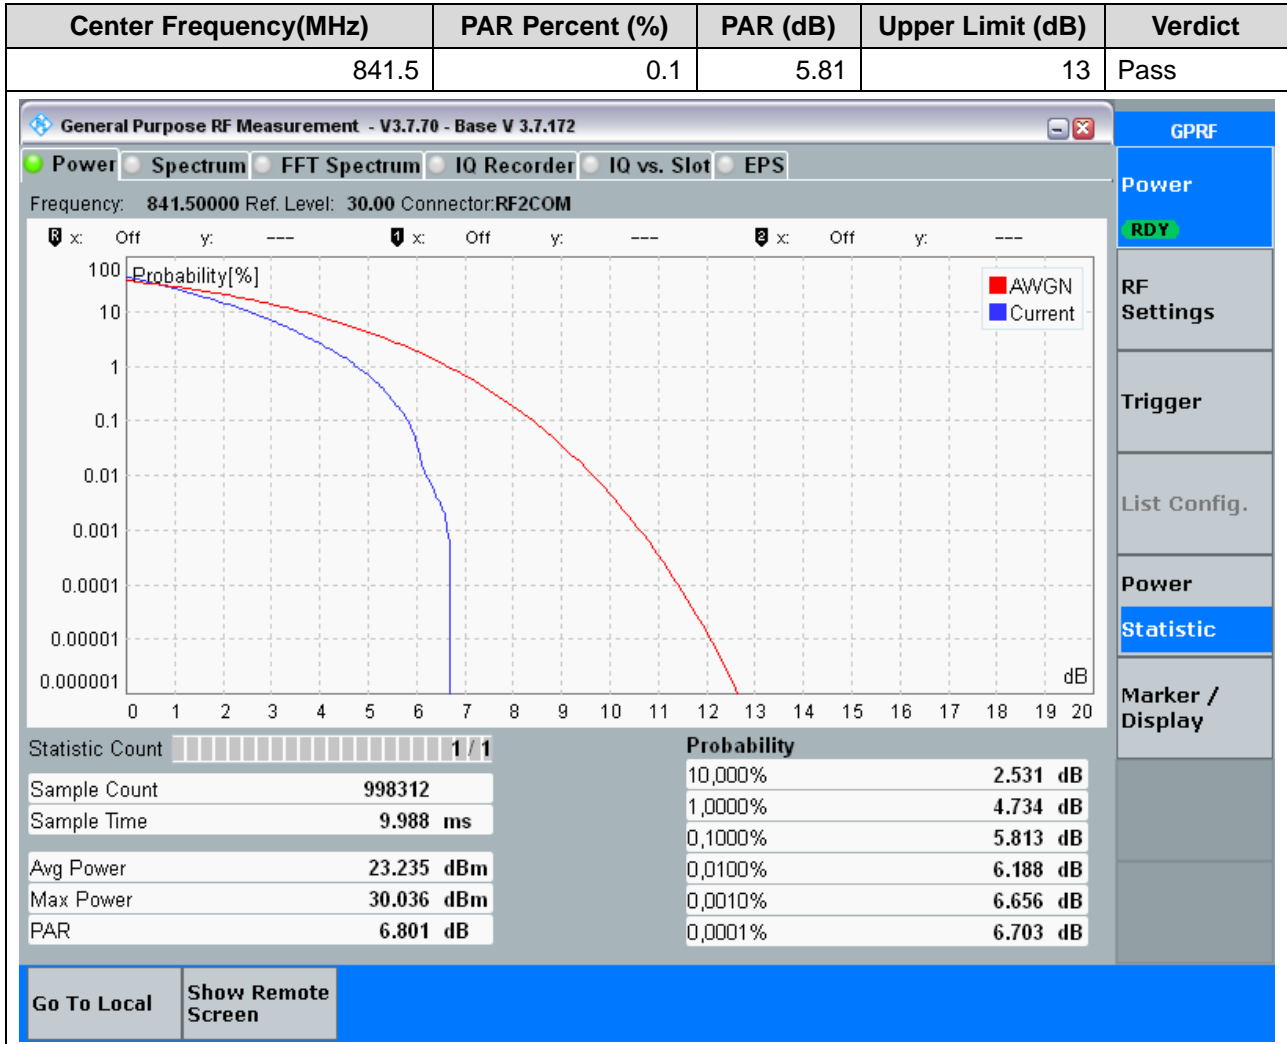 Center Frequency(MHz) PAR Percent (%) PAR (dB) Upper Limit (dB) Verdict
841.5 0.1 5.81 13 Pass
General Purpose RF Measurement - V3.7.70 - Base V 3.7.172
GPRF
Power Spectrum FFT Spectrum IQ Recorder IQ vs. Slot EPS
Frequency: 841.50000 Ref. Level: 30.00 Connector:RF2COM
R x: Off y: --- 1 x: Off y: --- 2 x: Off y: ---
Probability[%]
AWGN
Current
100
10
1
0.1
0.01
0.001
0.0001
0.00001
0.000001
dB
0 1 2 3 4 5 6 7 8 9 10 11 12 13 14 15 16 17 18 19 20
Statistic Count 1 / 1
Sample Count 998312
Sample Time 9.988 ms
Avg Power 23.235 dBm
Max Power 30.036 dBm
PAR 6.801 dB
Probability
10,000% 2.531 dB
1,0000% 4.734 dB
0,1000% 5.813 dB
0,0100% 6.188 dB
0,0010% 6.656 dB
0,0001% 6.703 dB
Power
RDY
RF
Settings
Trigger
List Config.
Power
Statistic
Marker /
Display
Go To Local
Show Remote
Screen